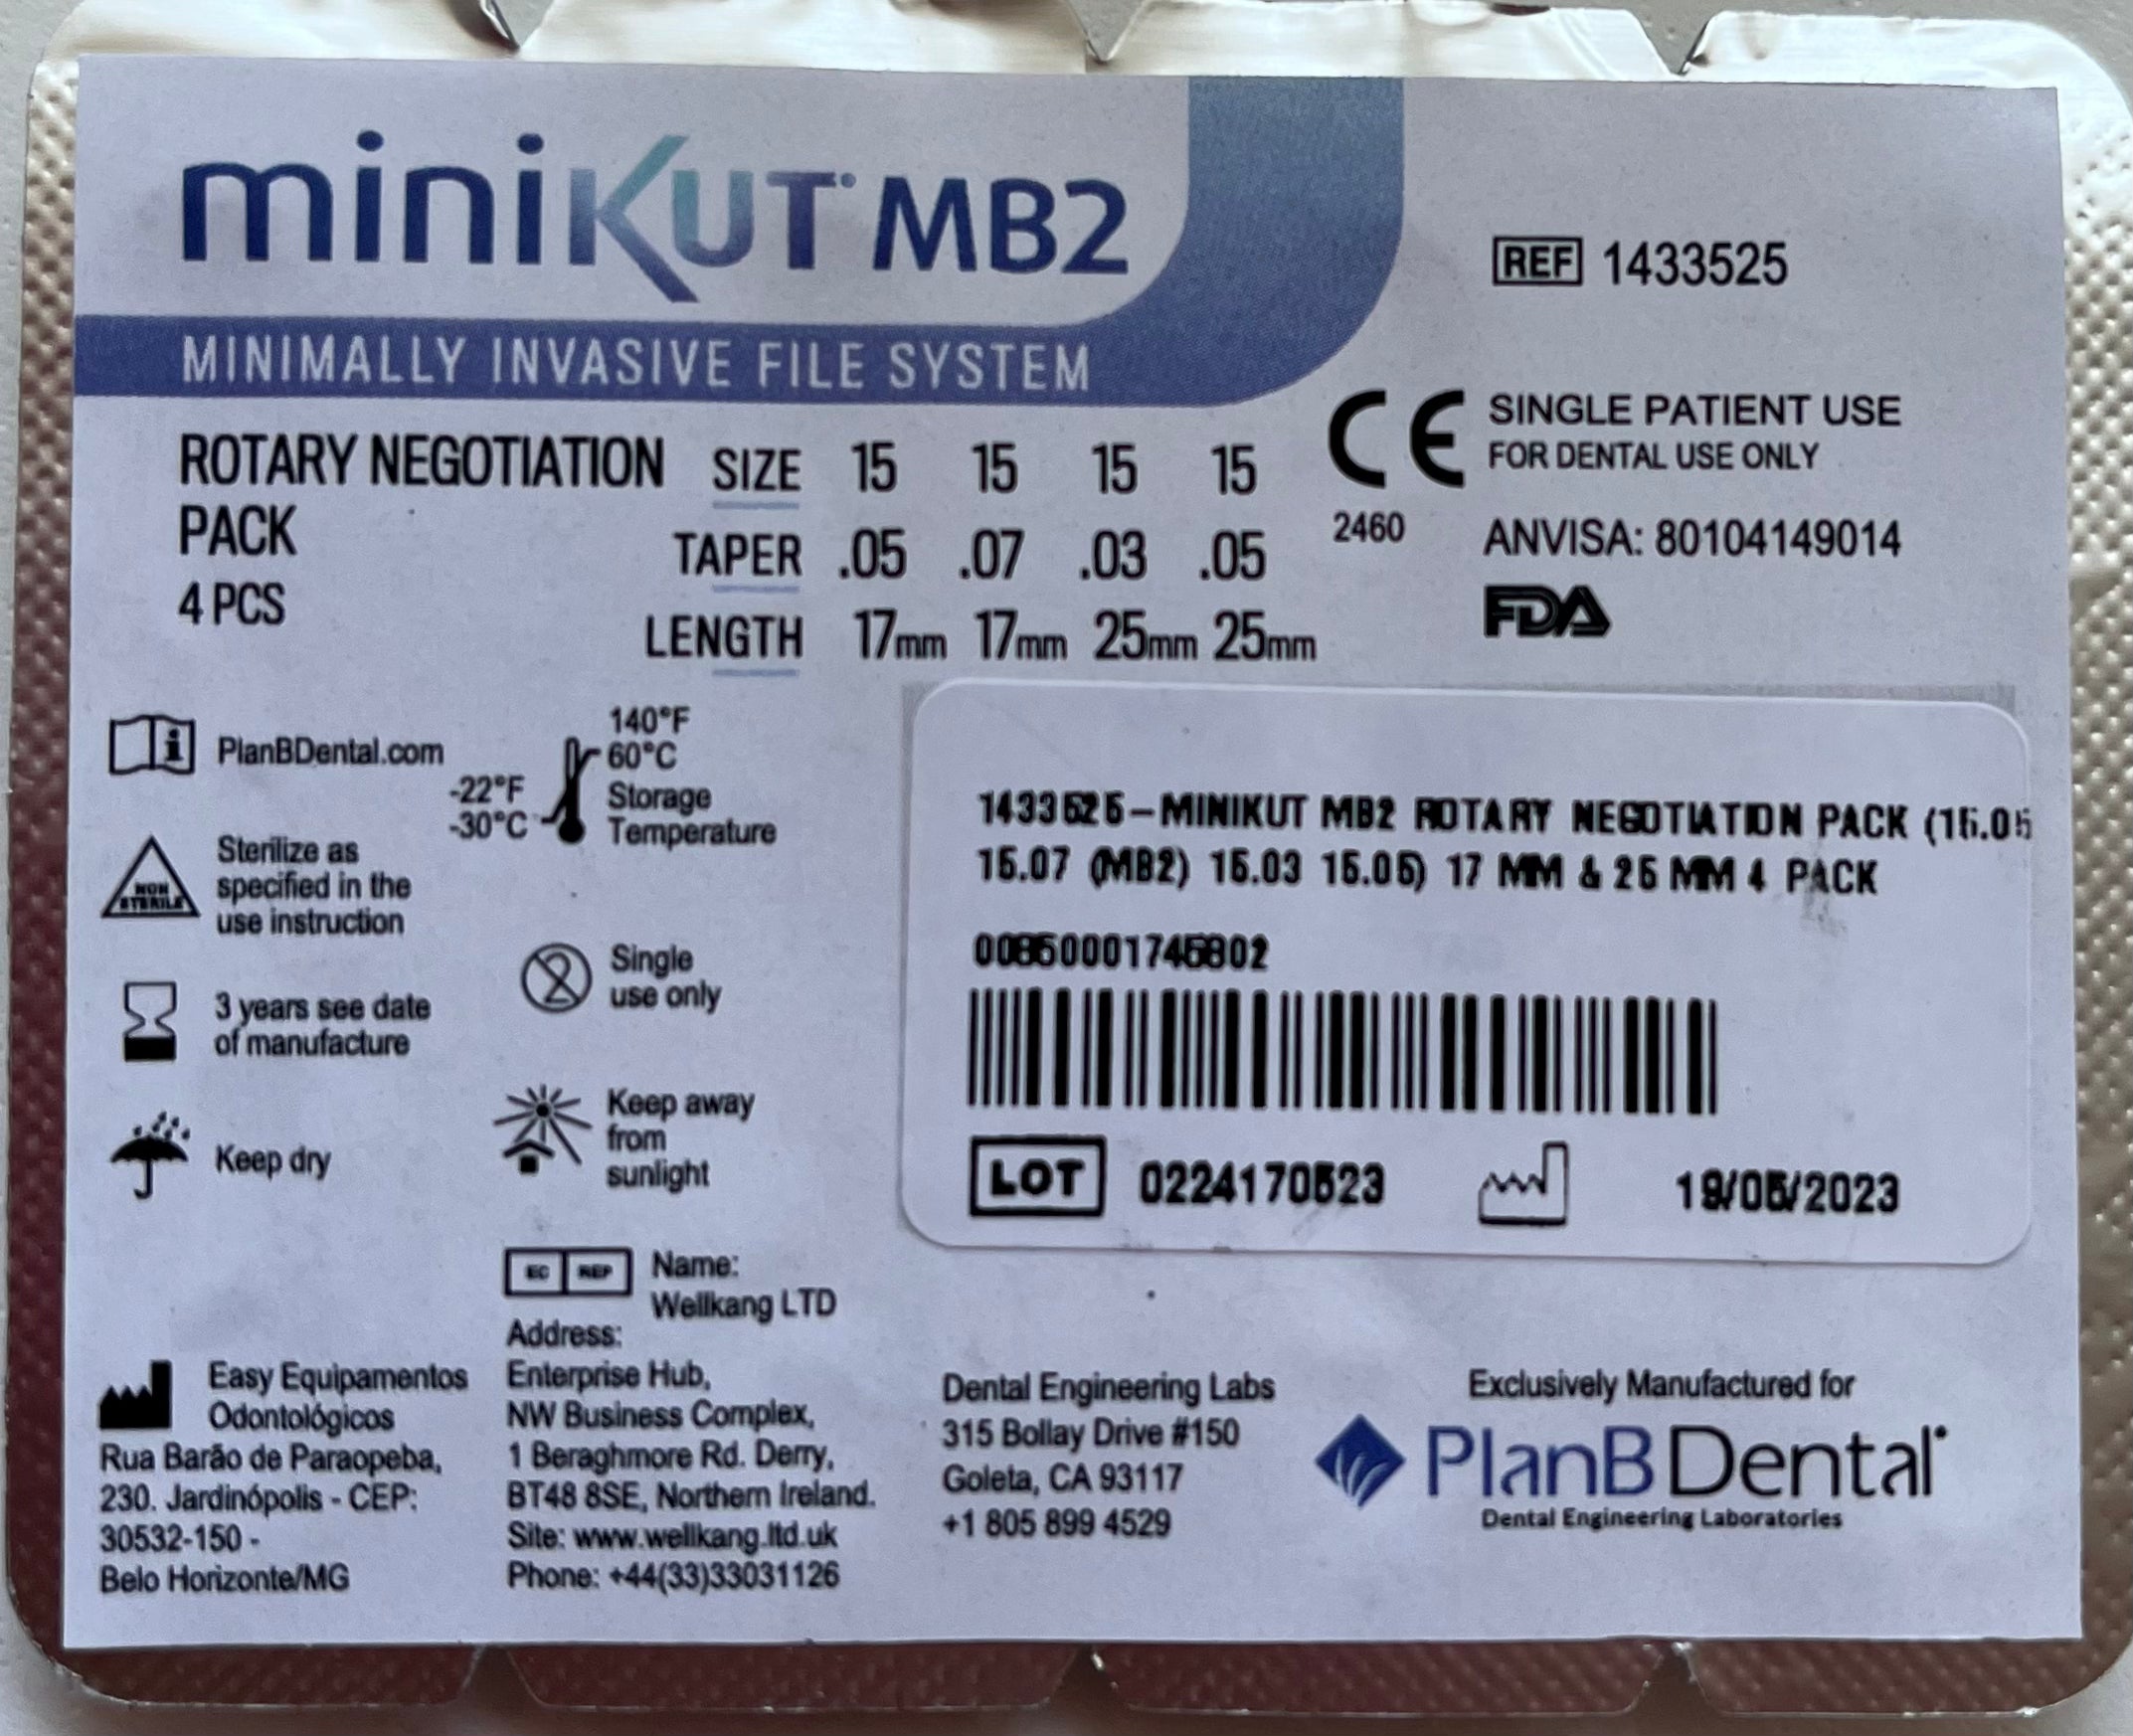 miniKUT MB2
MINIMALLY INVASIVE FILE SYSTEM
REF 1433525
ROTARY NEGOTIATION
PACK
4 PCS
SIZE 15 15 15 15
TAPER .05 .07 .03 .05
LENGTH 17mm 17mm 25mm 25mm
CE
2460
SINGLE PATIENT USE
FOR DENTAL USE ONLY
ANVISA: 80104149014
FDA
PlanBDental.com
140°F
60°C
-22°F
-30°C
Storage
Temperature
NON
STERILE
Sterilize as
specified in the
use instruction
2
Single
use only
3 years see date
of manufacture
Keep away
from
sunlight
Keep dry
1433525-MINIKUT MB2 ROTARY NEGOTIATION PACK (15.05
15.07 (MB2) 15.03 15.05) 17 MM & 25 MM 4 PACK
LOT 0224170523
19/05/2023
EC REP
Name:
Wellkang LTD
Address:
Enterprise Hub,
NW Business Complex,
1 Beraghmore Rd. Derry,
BT48 8SE, Northern Ireland.
Site: www.wellkang.ltd.uk
Phone: +44(33)33031126
Easy Equipamentos
Odontológicos
Rua Barão de Paraopeba,
230. Jardinópolis - CEP:
30532-150 -
Belo Horizonte/MG
Dental Engineering Labs
315 Bollay Drive #150
Goleta, CA 93117
+1 805 899 4529
Exclusively Manufactured for
PlanB Dental
Dental Engineering Laboratories